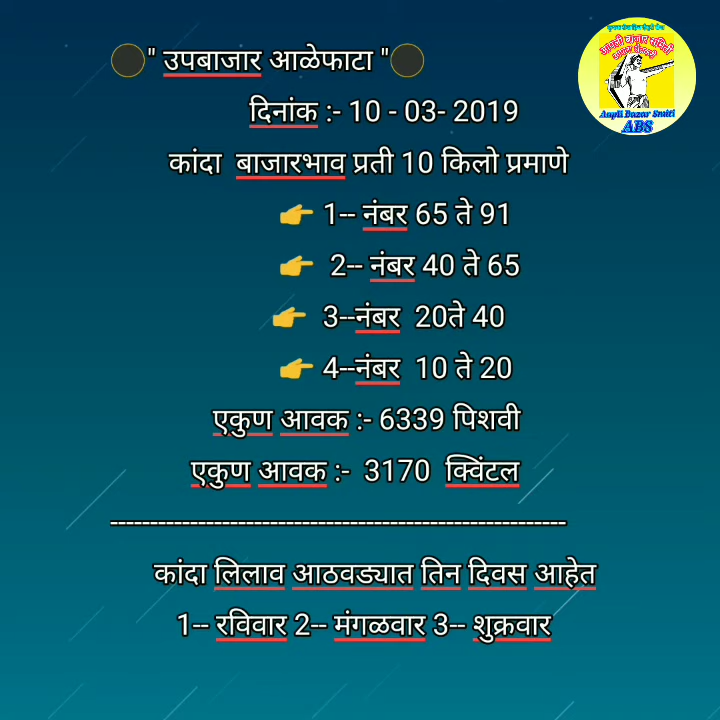 " उपबाजार आळेफाटा "
दिनांक :- 10 - 03- 2019
कांदा बाजारभाव प्रती 10 किलो प्रमाणे
👉 1-- नंबर 65 ते 91
👉 2-- नंबर 40 ते 65
👉 3--नंबर 20ते 40
👉 4--नंबर 10 ते 20
एकुण आवक :- 6339 पिशवी
एकुण आवक :- 3170 क्विंटल
---------------------------------------------------------
कांदा लिलाव आठवड्यात तिन दिवस आहेत
1-- रविवार 2-- मंगळवार 3-- शुक्रवार
Aapli Bazar Smiti
ABS